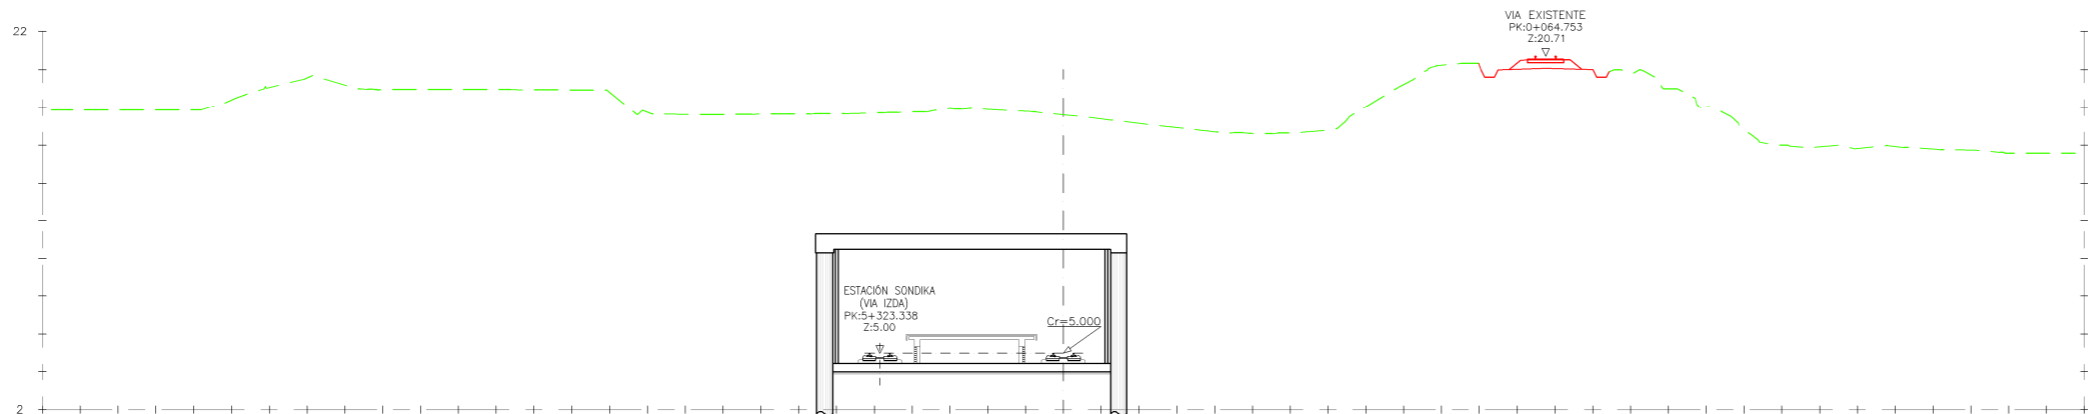 VIA EXISTENTE
PK:0+064.753
Z:20.71
22
ESTACIÓN SONDIKA
(VIA IZDA)
PK:5+323.338
Z:5.00
Cr=5.000
2